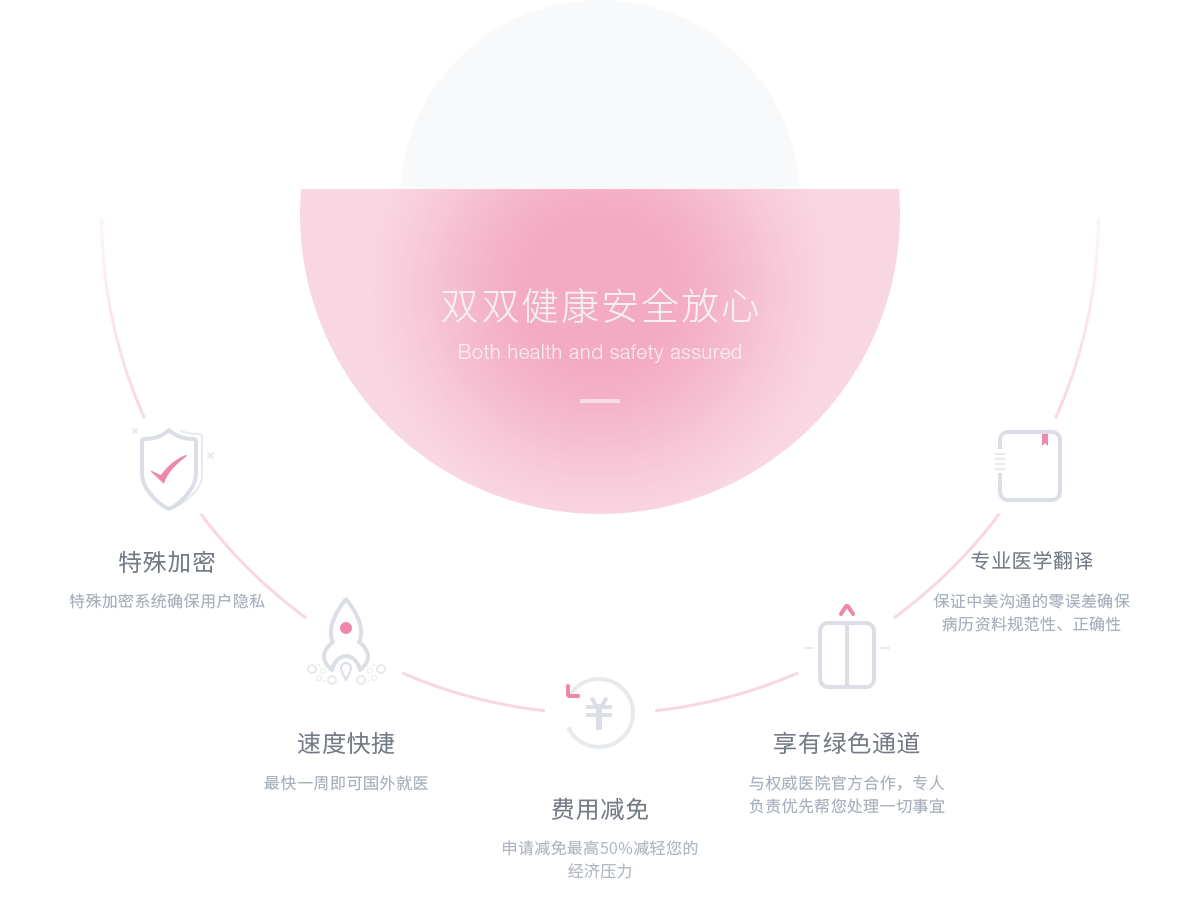 双双健康安全放心
Both health and safety assured
特殊加密
特殊加密系统确保用户隐私
速度快捷
最快一周即可国外就医
¥
费用减免
申请减免最高50%减轻您的
经济压力
享有绿色通道
与权威医院官方合作，专人
负责优先帮您处理一切事宜
专业医学翻译
保证中美沟通的零误差确保
病历资料规范性、正确性